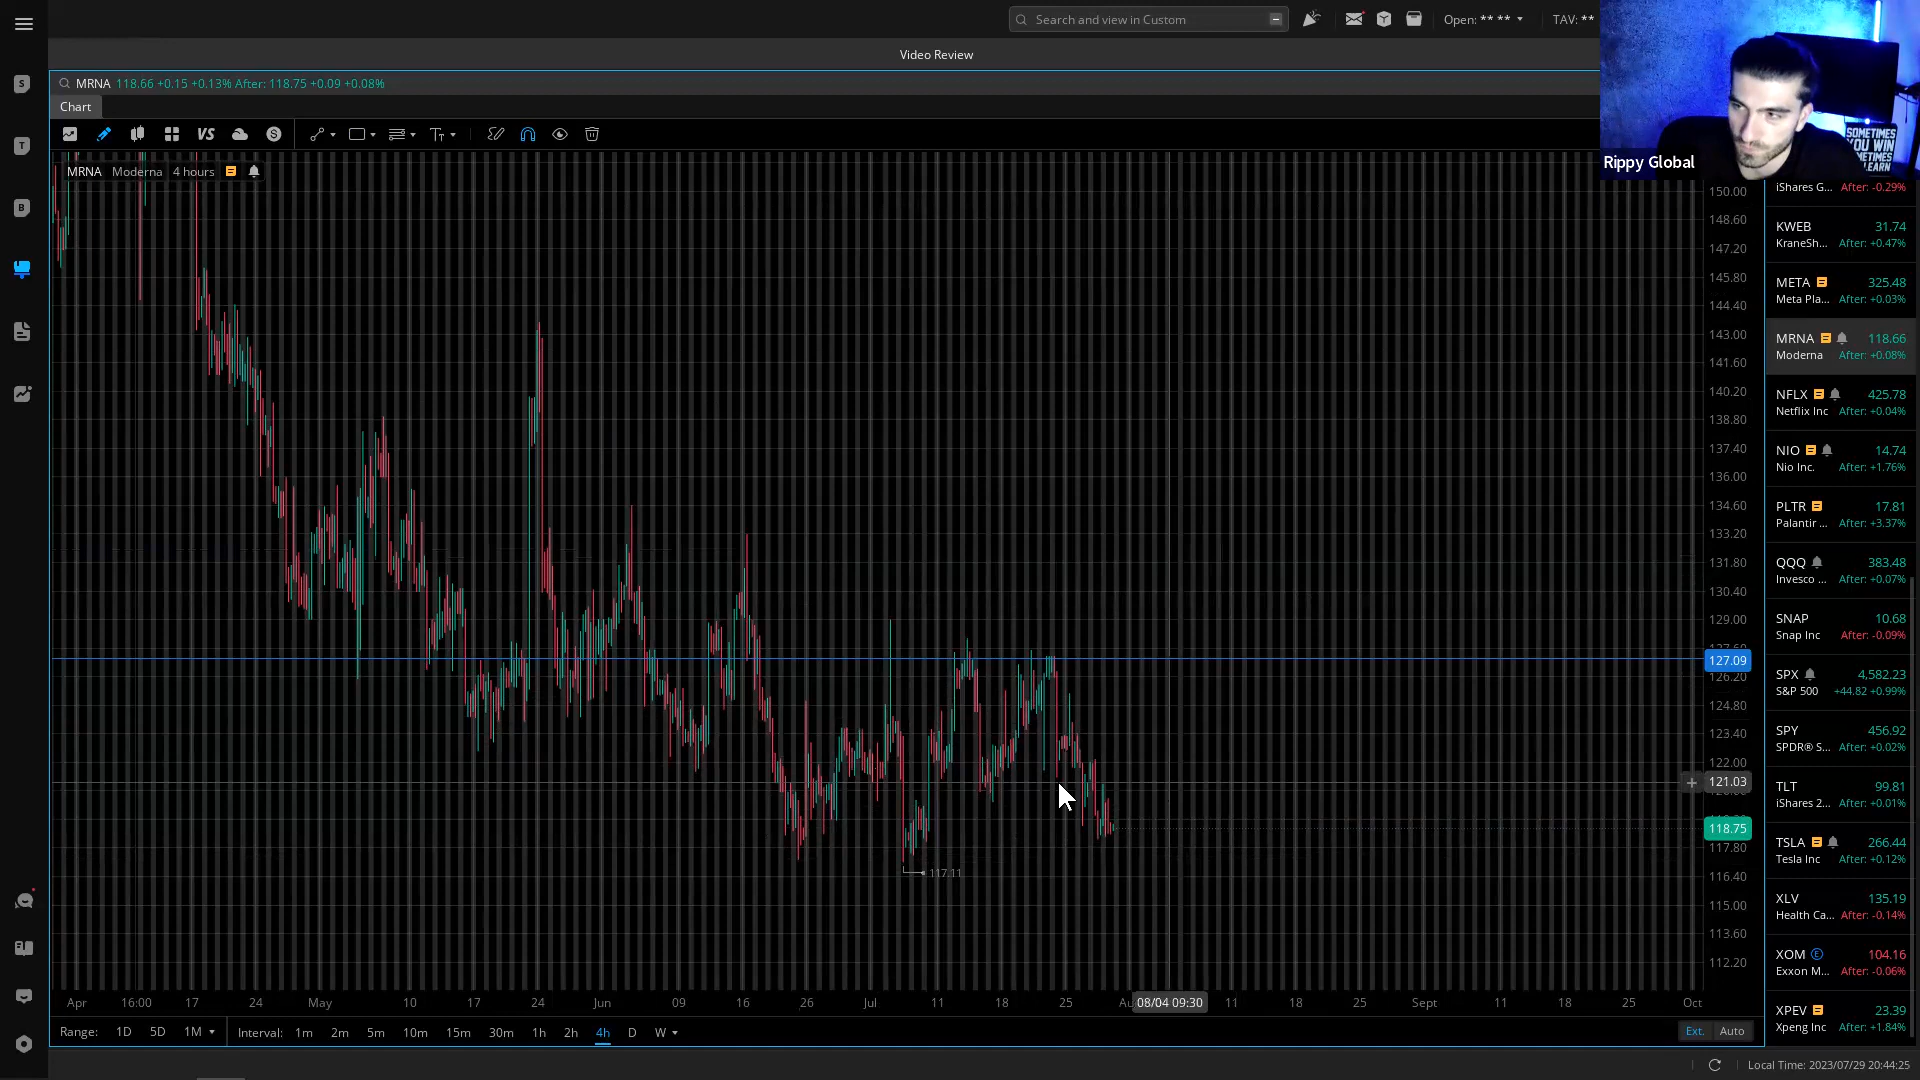 Search and view in Custom
Open: ** **
TAV: **
Video Review
MRNA 118.66 +0.15 +0.13% After: 118.75 +0.09 +0.08%
Chart
VS
MRNA Moderna 4 hours
Rippy Global
SOMETIMES
YOU WIN
150.00
148.60
147.20
145.80
144.40
143.00
141.60
140.20
138.80
137.40
136.00
134.60
133.20
131.80
130.40
129.00
127.09
126.20
124.80
123.40
122.00
121.03
118.75
117.80
116.40
115.00
113.60
112.20
117.11
iShares G... After: -0.29%
KWEB 31.74
KraneSh... After: +0.47%
META 325.48
Meta Pla... After: +0.03%
MRNA 118.66
Moderna After: +0.08%
NFLX 425.78
Netflix Inc After: +0.04%
NIO 14.74
Nio Inc. After: +1.76%
PLTR 17.81
Palantir ... After: +3.37%
QQQ 383.48
Invesco ... After: +0.07%
SNAP 10.68
Snap Inc After: -0.09%
SPX 4,582.23
S&P 500 +44.82 +0.99%
SPY 456.92
SPDR® S... After: +0.02%
TLT 99.81
iShares 2... After: +0.01%
TSLA 266.44
Tesla Inc After: +0.12%
XLV 135.19
Health Ca... After: -0.14%
XOM E 104.16
Exxon M... After: -0.06%
XPEV 23.39
Xpeng Inc After: +1.84%
Apr 16:00 17 24 May 10 17 24 Jun 09 16 26 Jul 11 18 25 08/04 09:30 11 18 25 Sept 11 18 25 Oct
Range: 1D 5D 1M Interval: 1m 2m 5m 10m 15m 30m 1h 2h 4h D W
Ext. Auto
Local Time: 2023/07/29 20:44:25